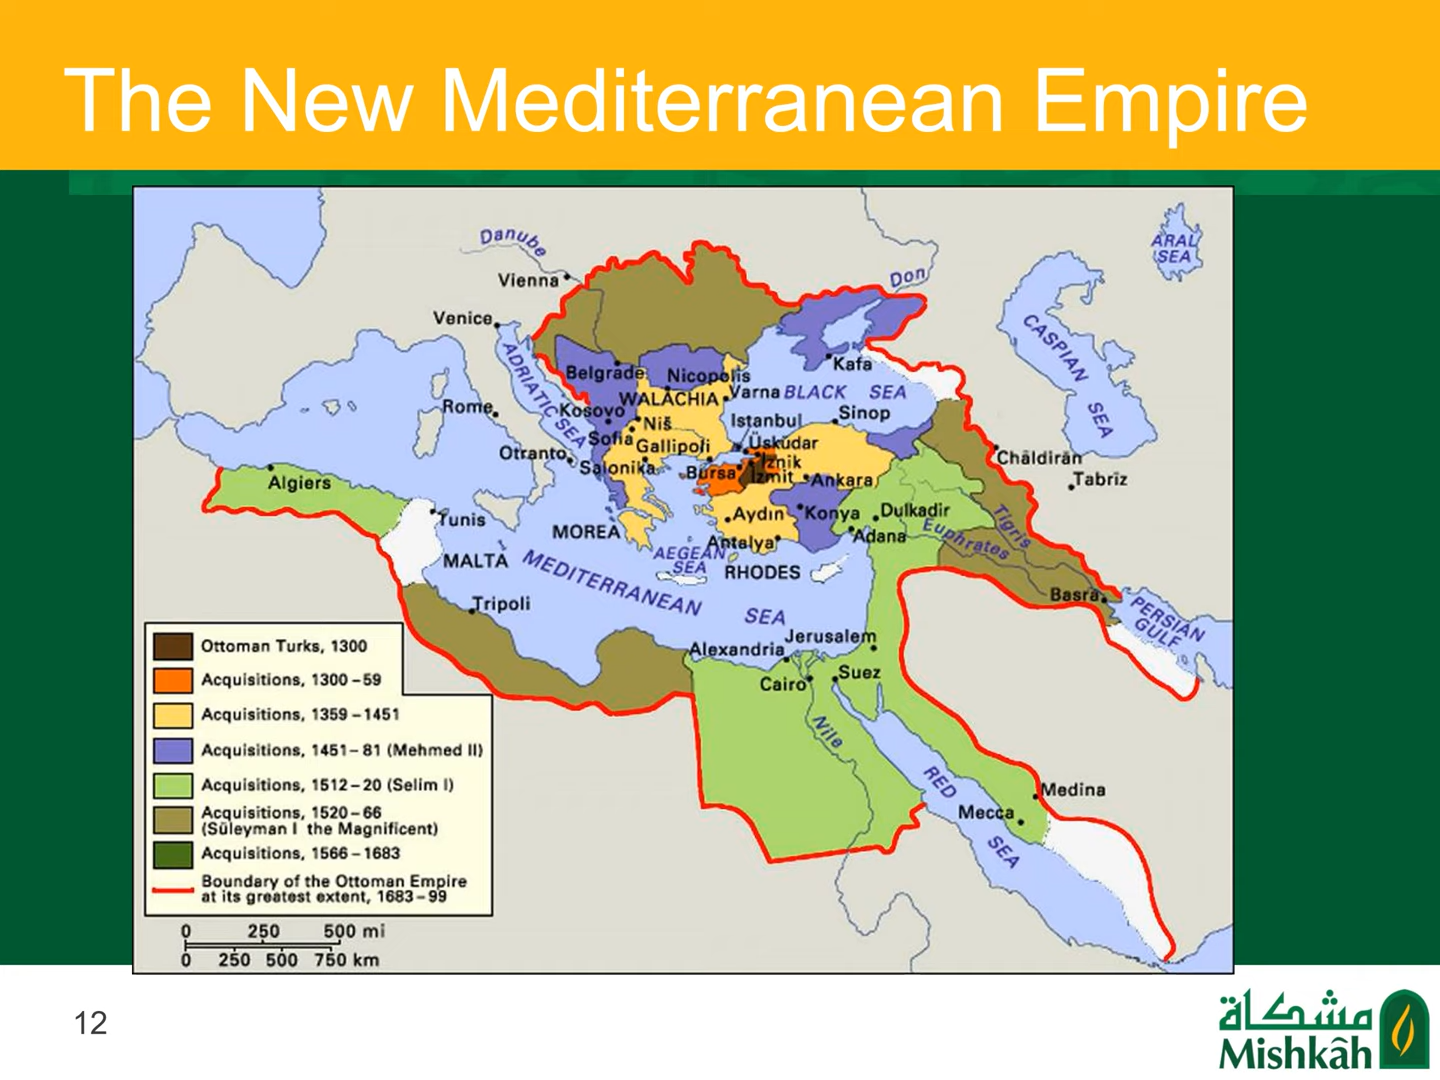 The New Mediterranean Empire
ARAL
SEA
Danube
Don
Vienna
Venice
CASPIAN
SEA
ADRIATIC SEA
Belgrade
Nicopolis
Kafa
WALACHIA
Varna
BLACK SEA
Rome
Kosovo
Niš
Istanbul
Sinop
Sofia
Gallipoli
Üsküdar
Otranto
Salonika
Bursa
İznik
İzmit
Ankara
Chāldirān
Tabrīz
Algiers
Tunis
MOREA
Aydın
Konya
Dulkadir
Tigris
Euphrates
Antalya
Adana
AEGEAN
SEA
MALTA
RHODES
MEDITERRANEAN SEA
Basra
PERSIAN
GULF
Tripoli
Jerusalem
Alexandria
Cairo
Suez
Nile
RED
SEA
Medina
Mecca
Ottoman Turks, 1300
Acquisitions, 1300–59
Acquisitions, 1359–1451
Acquisitions, 1451–81 (Mehmed II)
Acquisitions, 1512–20 (Selim I)
Acquisitions, 1520–66
(Süleyman I the Magnificent)
Acquisitions, 1566–1683
Boundary of the Ottoman Empire
at its greatest extent, 1683–99
0 250 500 mi
0 250 500 750 km
12
مشكاة
Mishkâh